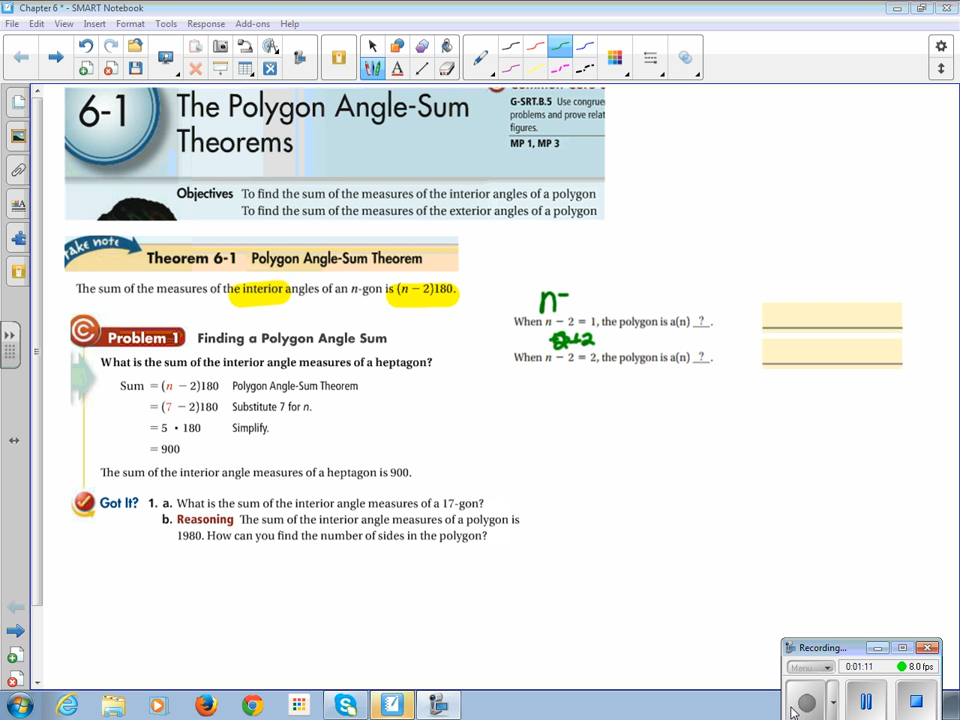 Chapter 6 * - SMART Notebook
File Edit View Insert Format Tools Response Add-ons Help
6-1 The Polygon Angle-Sum
Theorems
G-SRT.B.5 Use congrue
problems and prove rela
figures.
MP 1, MP 3
Objectives To find the sum of the measures of the interior angles of a polygon
To find the sum of the measures of the exterior angles of a polygon
Take note
Theorem 6-1 Polygon Angle-Sum Theorem
The sum of the measures of the interior angles of an n-gon is (n − 2)180.
n=
When n − 2 = 1, the polygon is a(n) ? .
When n − 2 = 2, the polygon is a(n) ? .
C Problem 1 Finding a Polygon Angle Sum
What is the sum of the interior angle measures of a heptagon?
Sum = (n − 2)180 Polygon Angle-Sum Theorem
= (7 − 2)180 Substitute 7 for n.
= 5 • 180 Simplify.
= 900
The sum of the interior angle measures of a heptagon is 900.
Got It? 1. a. What is the sum of the interior angle measures of a 17-gon?
b. Reasoning The sum of the interior angle measures of a polygon is
1980. How can you find the number of sides in the polygon?
Recording...
Menu 0:01:11 8.0 fps